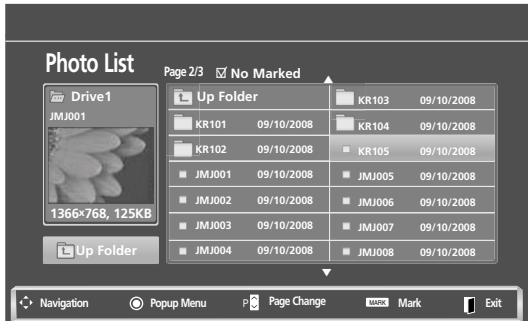 Photo List
Page 2/3 ☑ No Marked
Drive1
JMJ001
1366×768, 125KB
Up Folder
Up Folder
KR101 09/10/2008
KR102 09/10/2008
JMJ001 09/10/2008
JMJ002 09/10/2008
JMJ003 09/10/2008
JMJ004 09/10/2008
KR103 09/10/2008
KR104 09/10/2008
KR105 09/10/2008
JMJ005 09/10/2008
JMJ006 09/10/2008
JMJ007 09/10/2008
JMJ008 09/10/2008
Navigation Popup Menu P Page Change MARK Mark Exit